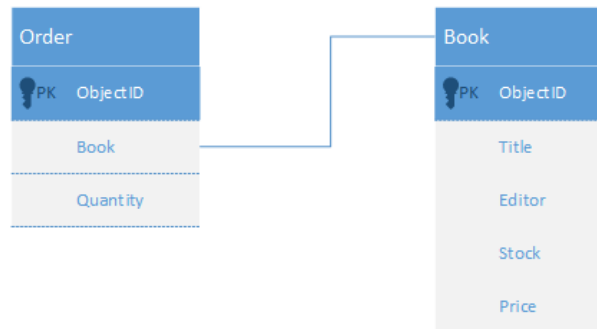 Order
PK ObjectID
Book
Quantity
Book
PK ObjectID
Title
Editor
Stock
Price